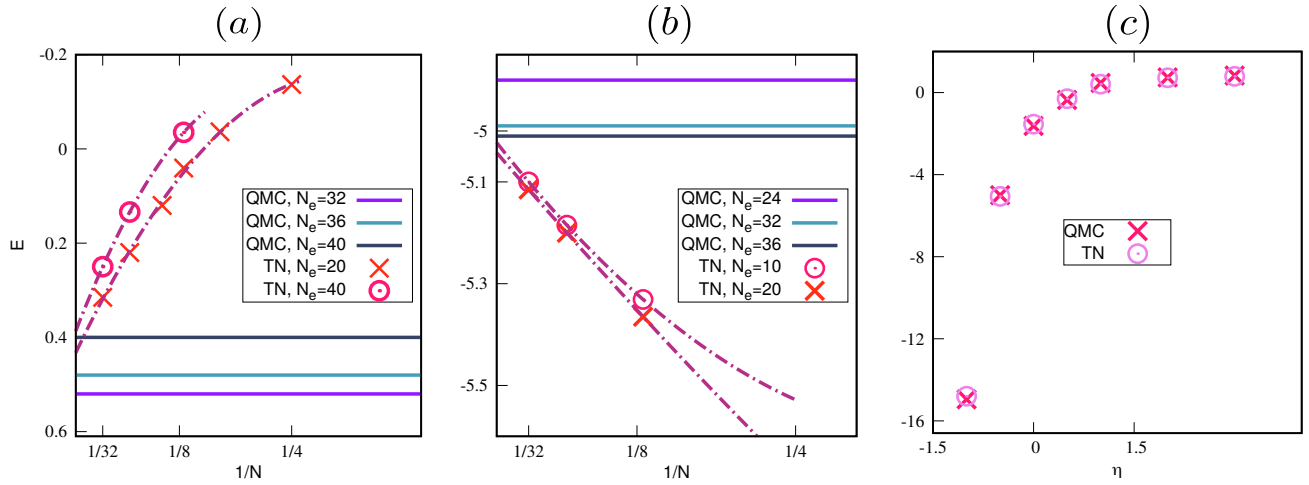 (a)
-0.2
0
0.2
0.4
0.6
E
1/32
1/8
1/4
1/N
QMC, N_e=32
QMC, N_e=36
QMC, N_e=40
TN, N_e=20
TN, N_e=40
(b)
-5
-5.1
-5.3
-5.5
1/32
1/8
1/4
1/N
QMC, N_e=24
QMC, N_e=32
QMC, N_e=36
TN, N_e=10
TN, N_e=20
(c)
0
-4
-8
-12
-16
-1.5
0
1.5
η
QMC
TN